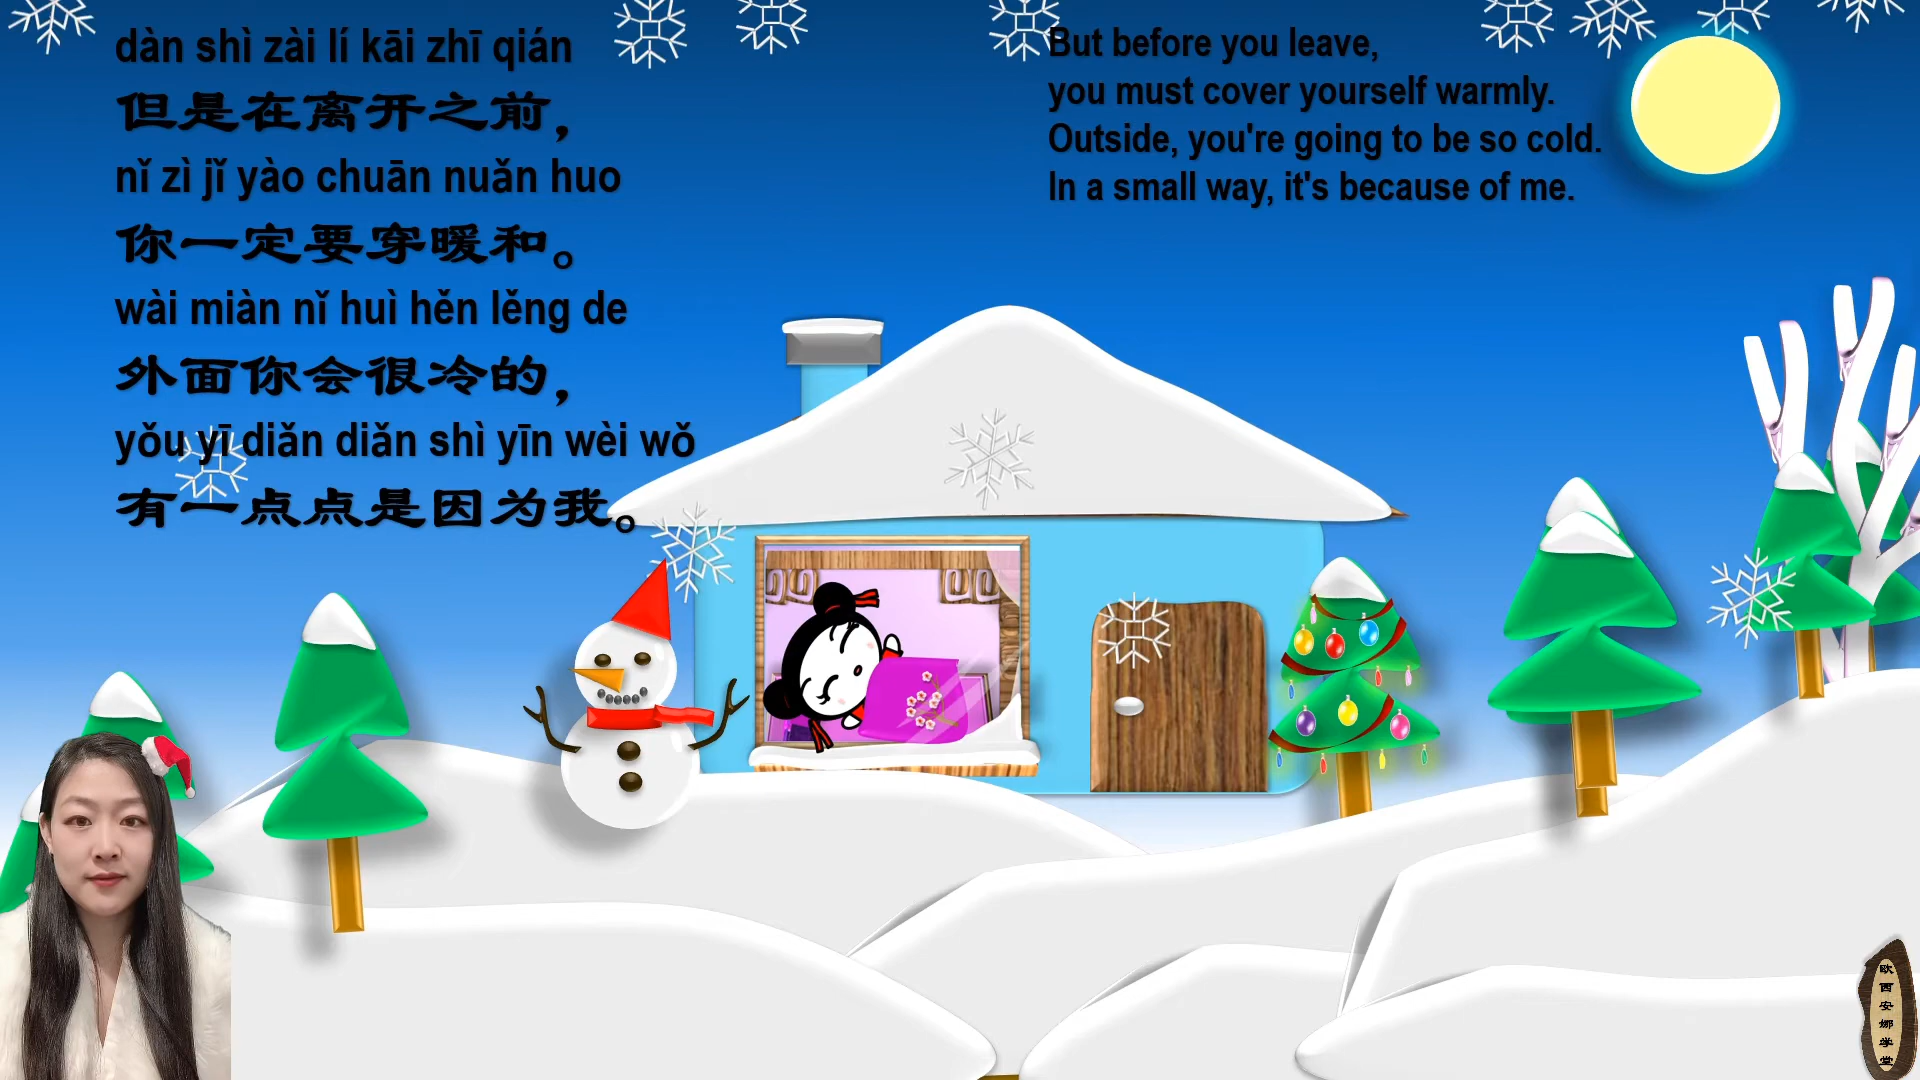 dàn shì zài lí kāi zhī qián
但是在离开之前，
nǐ zì jǐ yào chuān nuǎn huo
你一定要穿暖和。
wài miàn nǐ huì hěn lěng de
外面你会很冷的，
yǒu yī diǎn diǎn shì yīn wèi wǒ
有一点点是因为我。
But before you leave,
you must cover yourself warmly.
Outside, you're going to be so cold.
In a small way, it's because of me.
欧西安娜学堂